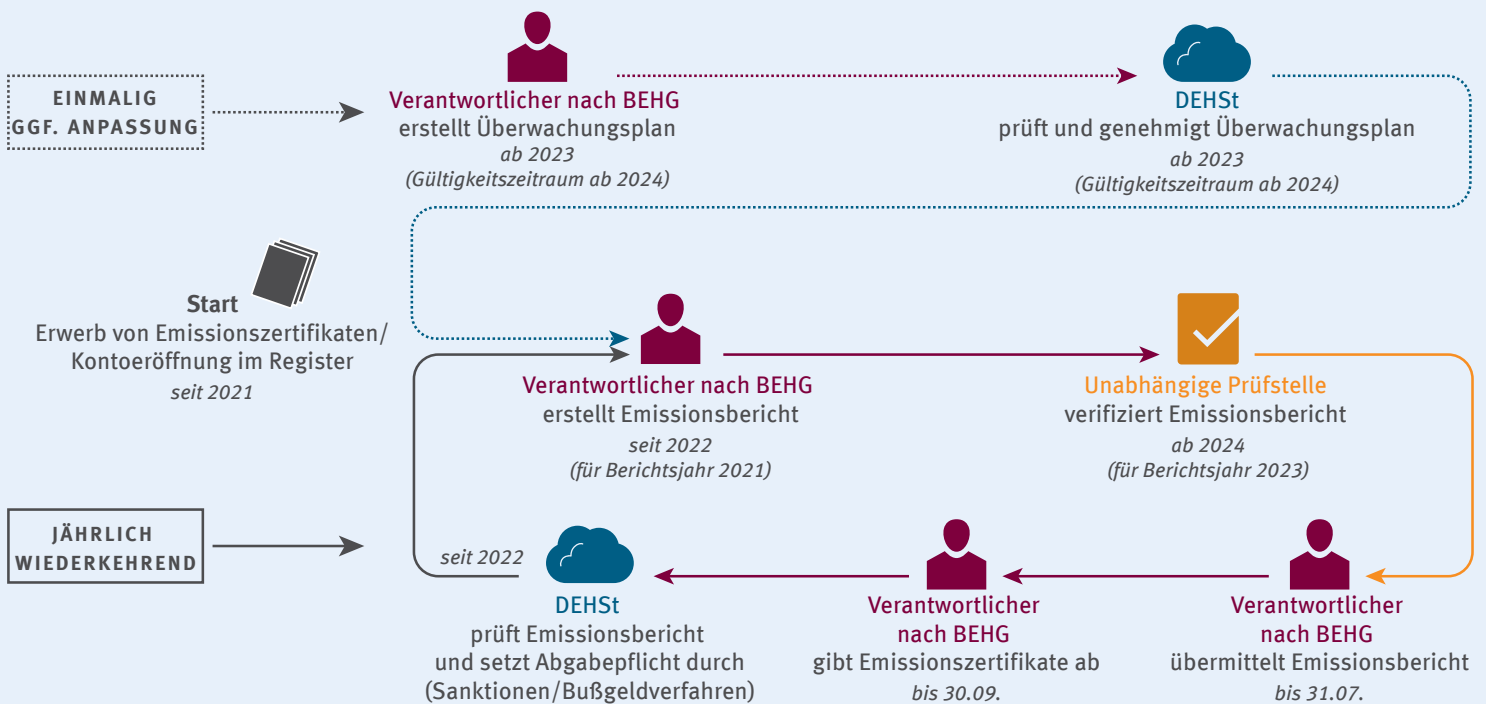 EINMALIG
GGF. ANPASSUNG
Verantwortlicher nach BEHG
erstellt Überwachungsplan
ab 2023
(Gültigkeitszeitraum ab 2024)
DEHSt
prüft und genehmigt Überwachungsplan
ab 2023
(Gültigkeitszeitraum ab 2024)
Start
Erwerb von Emissionszertifikaten/
Kontoeröffnung im Register
seit 2021
Verantwortlicher nach BEHG
erstellt Emissionsbericht
seit 2022
(für Berichtsjahr 2021)
Unabhängige Prüfstelle
verifiziert Emissionsbericht
ab 2024
(für Berichtsjahr 2023)
JÄHRLICH
WIEDERKEHREND
seit 2022
DEHSt
prüft Emissionsbericht
und setzt Abgabepflicht durch
(Sanktionen/Bußgeldverfahren)
Verantwortlicher
nach BEHG
gibt Emissionszertifikate ab
bis 30.09.
Verantwortlicher
nach BEHG
übermittelt Emissionsbericht
bis 31.07.